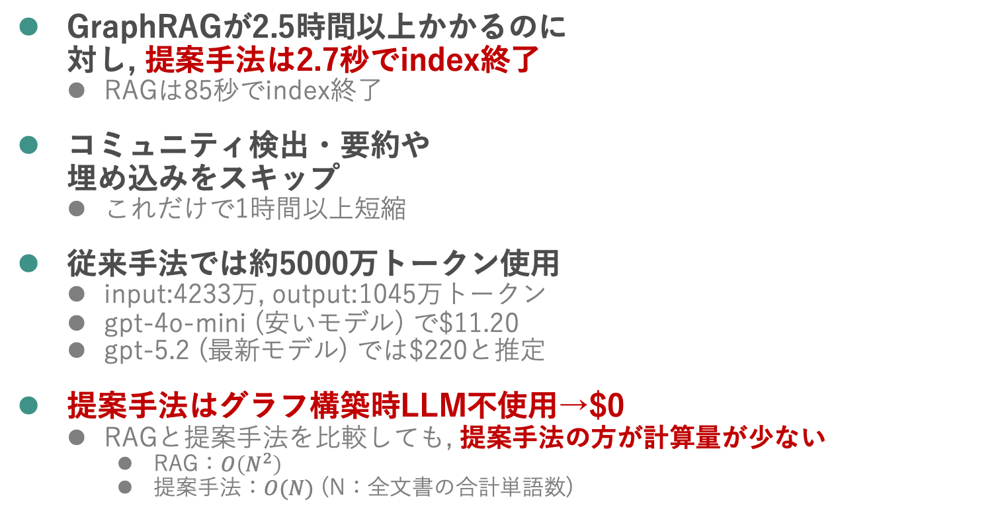 ● GraphRAGが2.5時間以上かかるのに
対し, 提案手法は2.7秒でindex終了
● RAGは85秒でindex終了
● コミュニティ検出・要約や
埋め込みをスキップ
● これだけで1時間以上短縮
● 従来手法では約5000万トークン使用
● input:4233万, output:1045万トークン
● gpt-4o-mini (安いモデル) で$11.20
● gpt-5.2 (最新モデル) では$220と推定
● 提案手法はグラフ構築時LLM不使用→$0
● RAGと提案手法を比較しても, 提案手法の方が計算量が少ない
● RAG：O(N²)
● 提案手法：O(N) (N：全文書の合計単語数)